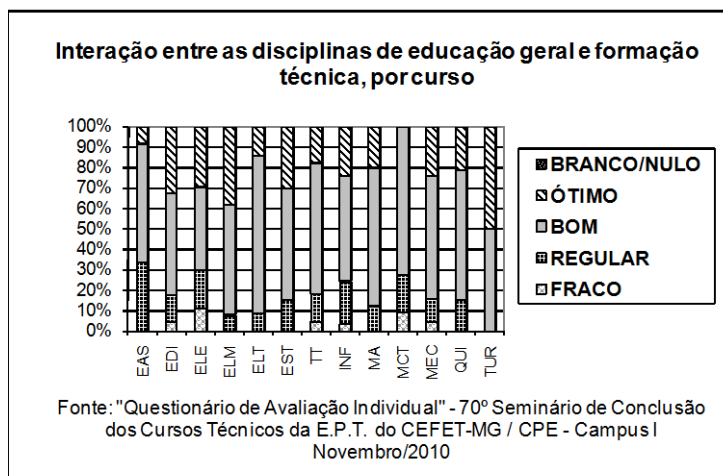 Interação entre as disciplinas de educação geral e formação
técnica, por curso
100%
90%
80%
70%
60%
50%
40%
30%
20%
10%
0%
EAS
EDI
ELE
ELM
ELT
EST
TT
INF
MA
MCT
MEC
QUI
TUR
BRANCO/NULO
ÓTIMO
BOM
REGULAR
FRACO
Fonte: "Questionário de Avaliação Individual" - 70º Seminário de Conclusão
dos Cursos Técnicos da E.P.T. do CEFET-MG / CPE - Campus I
Novembro/2010